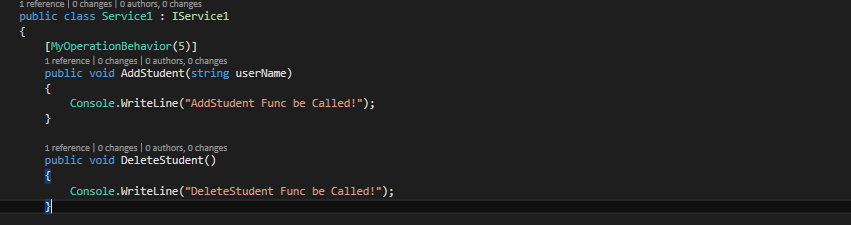 1 reference | 0 changes | 0 authors, 0 changes
public class Service1 : IService1
{
[MyOperationBehavior(5)]
1 reference | 0 changes | 0 authors, 0 changes
public void AddStudent(string userName)
{
Console.WriteLine("AddStudent Func be Called!");
}
1 reference | 0 changes | 0 authors, 0 changes
public void DeleteStudent()
{
Console.WriteLine("DeleteStudent Func be Called!");
}